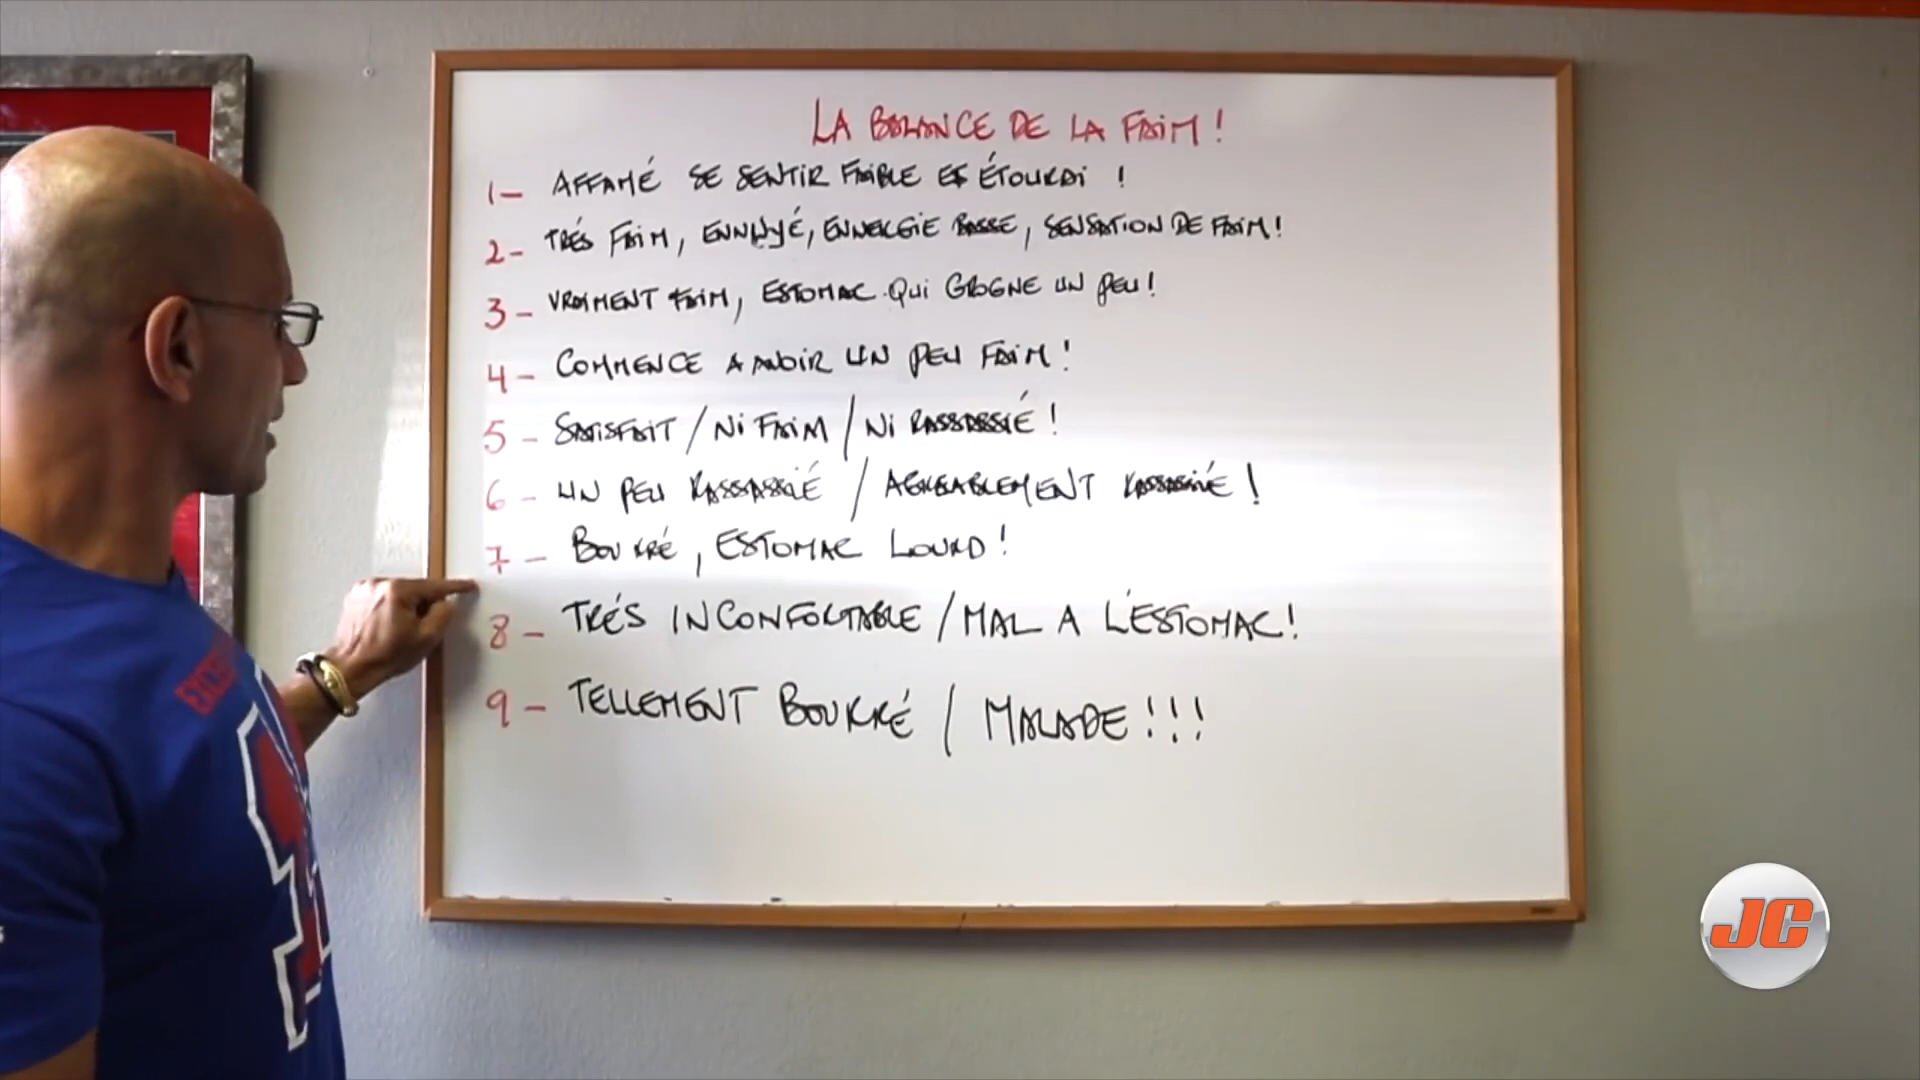 LA BALANCE DE LA FAIM !
1- AFFAMÉ SE SENTIR FAIBLE ES ÉTOURDI !
2- TRÉS FAIM, ENNUYÉ, ENNERGIE BASSE, SENSATION DE FAIM !
3- VRAIMENT FAIM, ESTOMAC QUI GROGNE UN PEU !
4- COMMENCE A AVOIR UN PEU FAIM !
5- SATISFAIT / NI FAIM / NI RASSASSIÉ !
6- UN PEU RASSASSIÉ / AGREABLEMENT RASSASIÉ !
7- BOURRÉ, ESTOMAC LOURD !
8- TRÉS INCONFORTABLE / MAL A L'ESTOMAC !
9- TELLEMENT BOURRÉ / MALADE !!!
JC